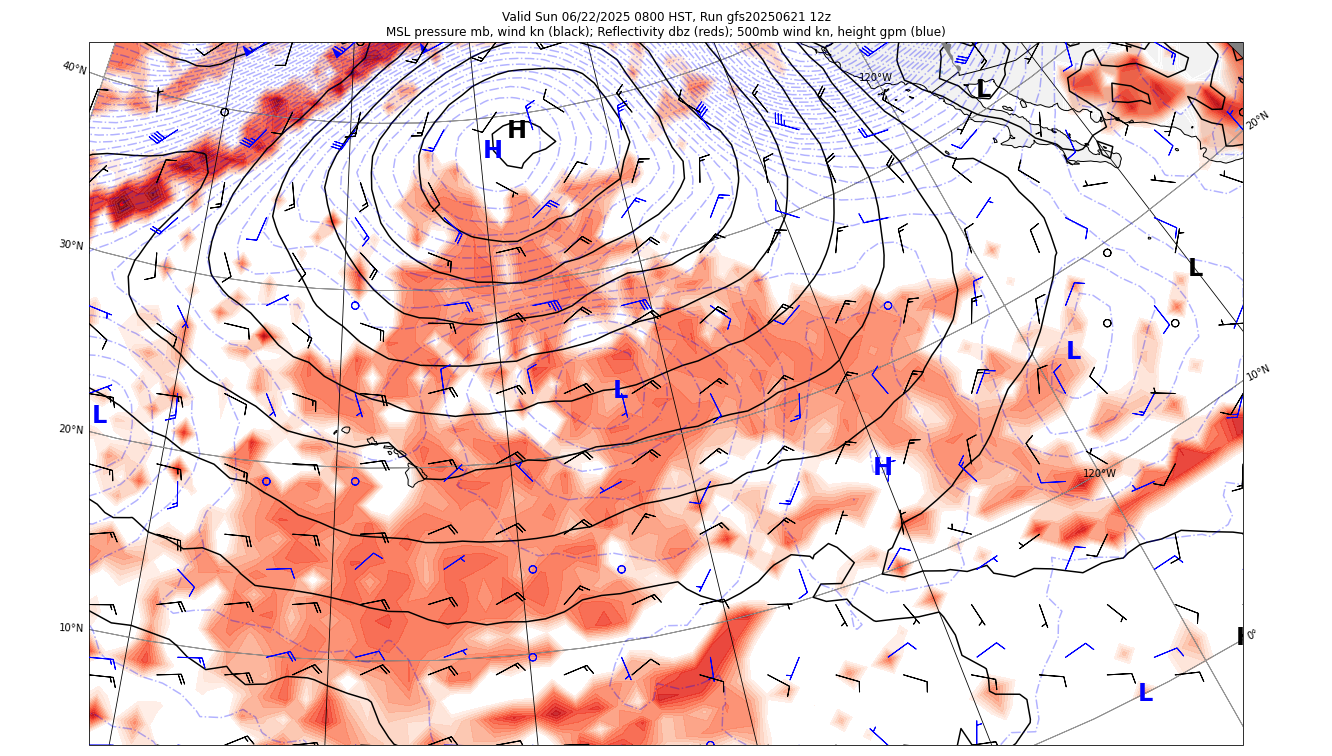 Valid Sun 06/22/2025 0800 HST, Run gfs20250621 12z
MSL pressure mb, wind kn (black); Reflectivity dbz (reds); 500mb wind kn, height gpm (blue)
40°N
120°W
L
20°N
H
H
30°N
L
L
10°N
L
L
20°N
H
120°W
10°N
0°
L